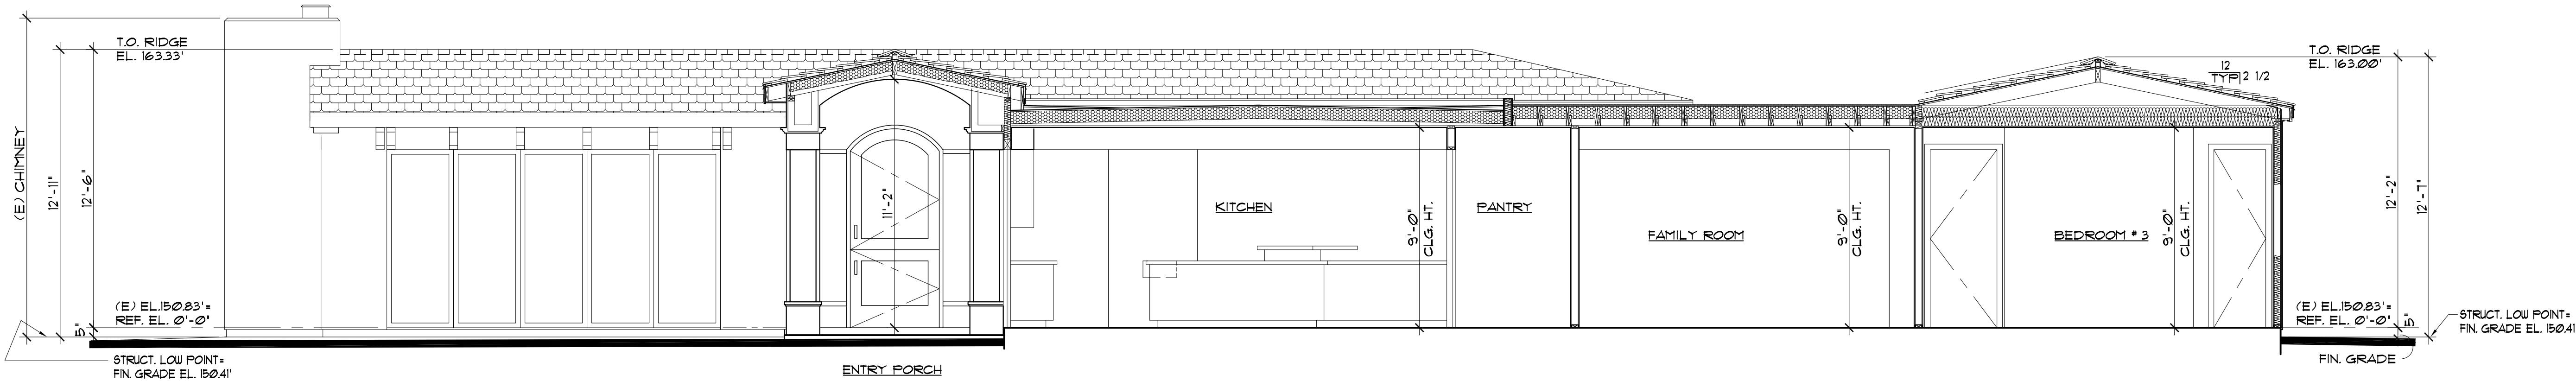 T.O. RIDGE
EL. 163.33'
(E) CHIMNEY
12'-11"
12'-6"
(E) EL.150.83'=
REF. EL. 0'-0"
5"
STRUCT. LOW POINT=
FIN. GRADE EL. 150.41'
11'-2"
ENTRY PORCH
KITCHEN
9'-0"
CLG. HT.
PANTRY
FAMILY ROOM
9'-0"
CLG. HT.
BEDROOM # 3
9'-0"
CLG. HT.
12
TYP 2 1/2
T.O. RIDGE
EL. 163.00'
12'-2"
12'-7"
(E) EL.150.83'=
REF. EL. 0'-0"
5"
FIN. GRADE
STRUCT. LOW POINT=
FIN. GRADE EL. 150.41